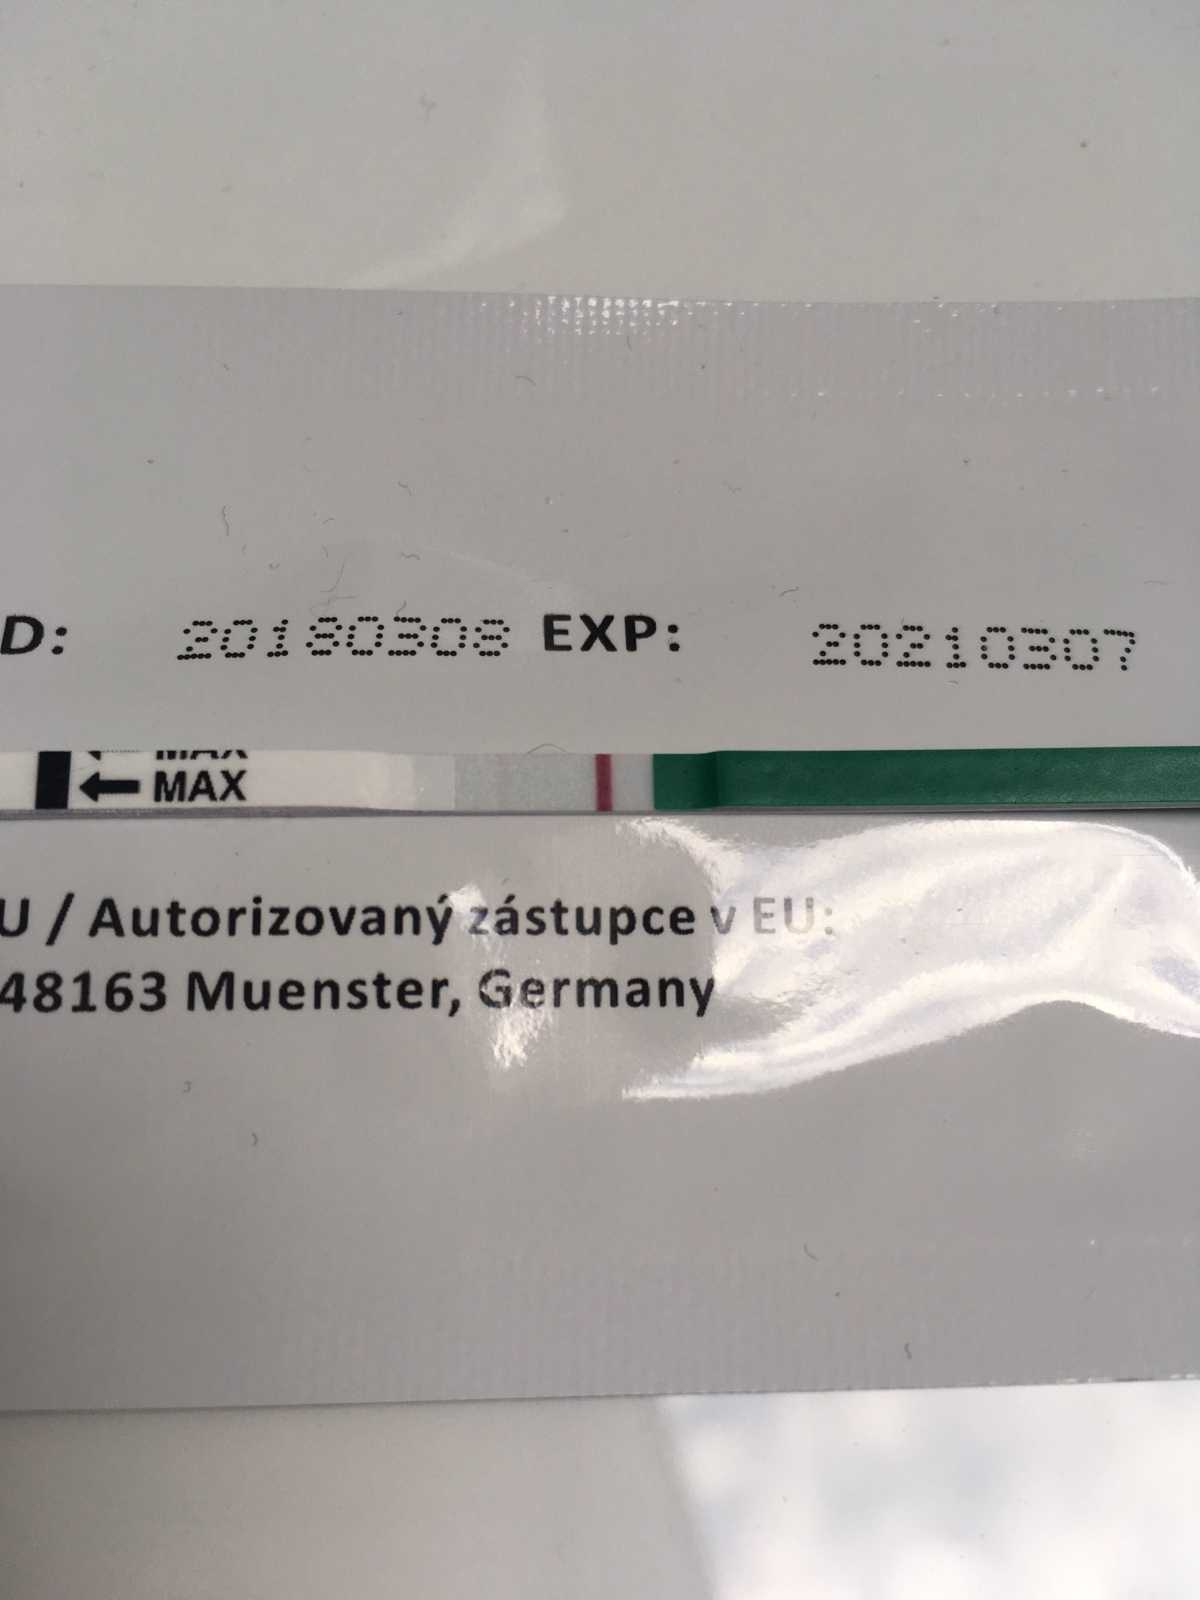 D: 20180308 EXP: 20210307
MAX
MAX
U / Autorizovaný zástupce v EU:
48163 Muenster, Germany